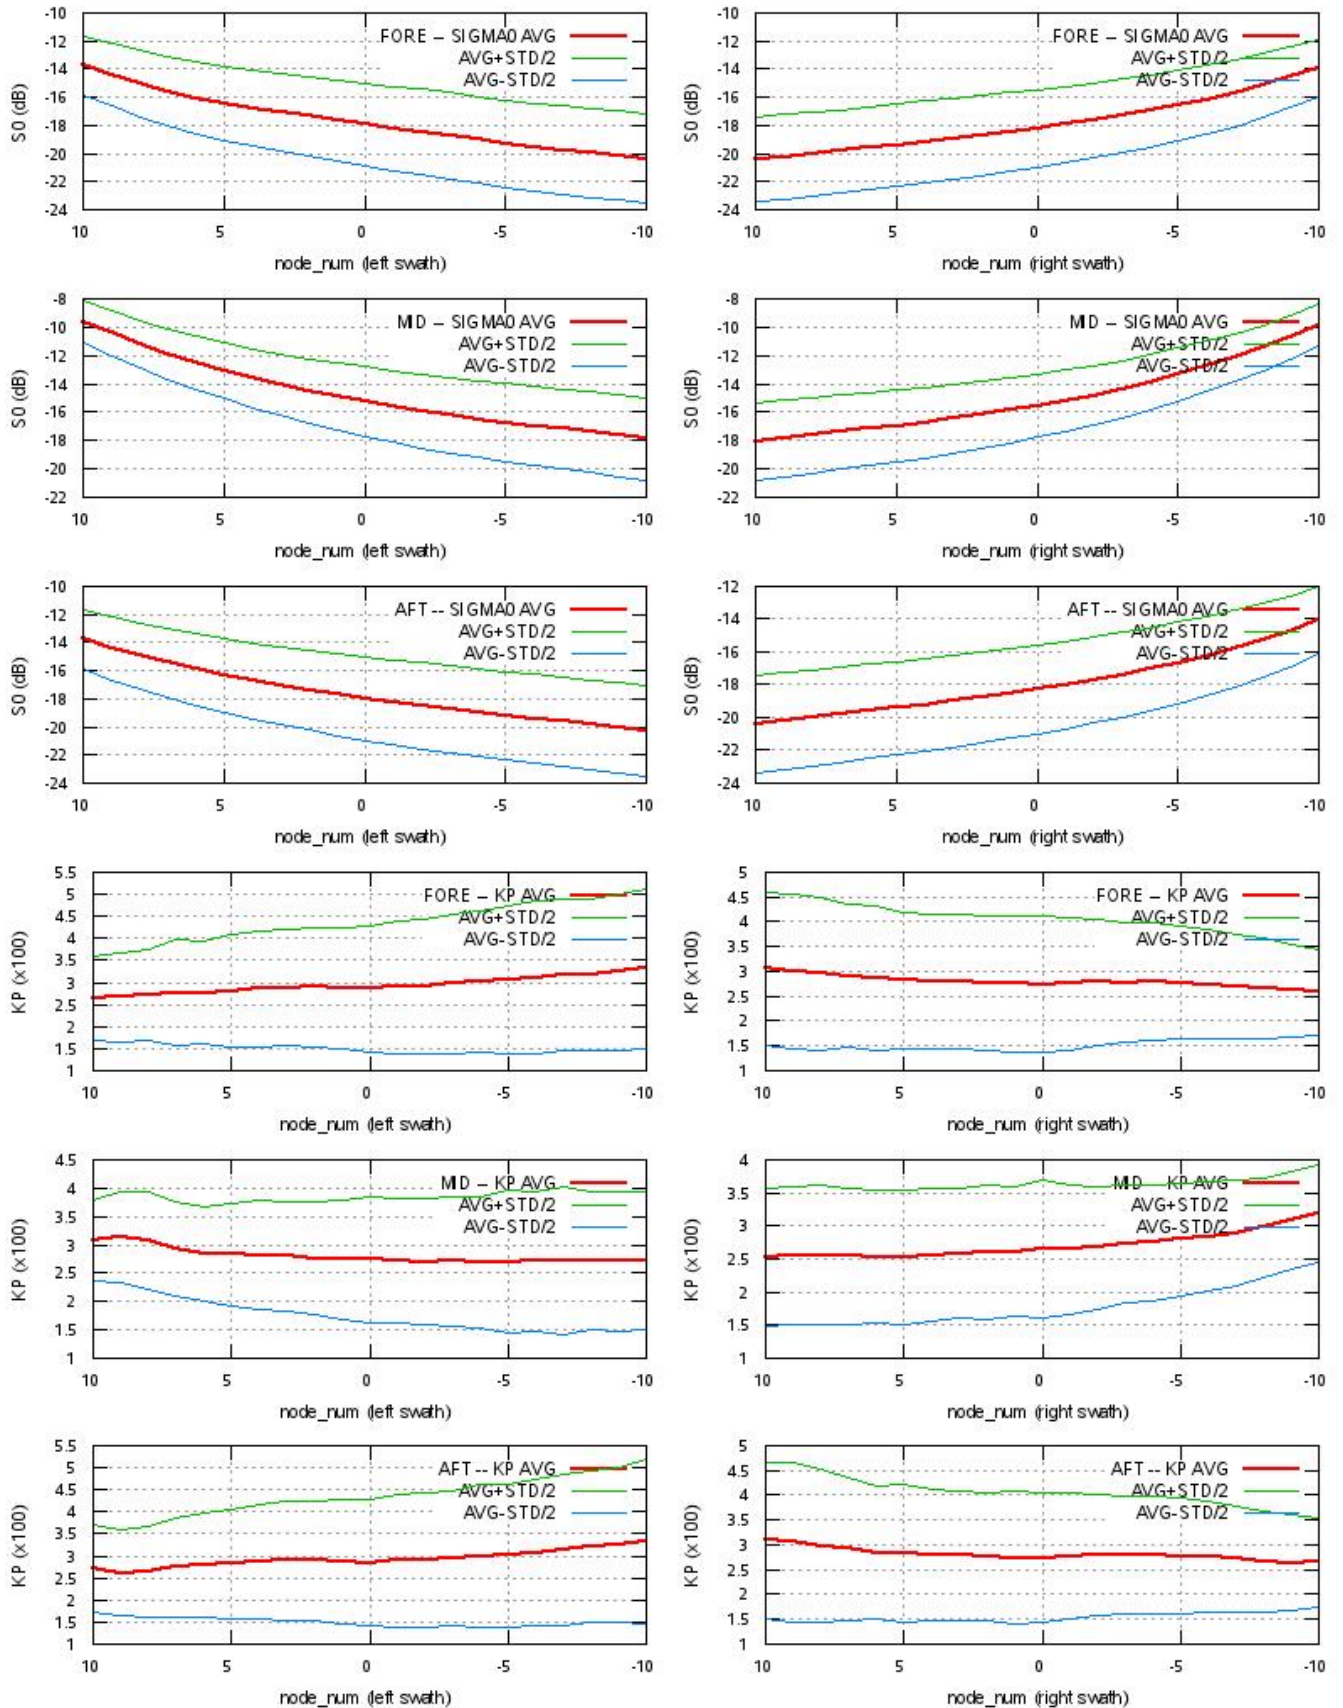 FORE – SIGMA0 AVG
AVG+STD/2
AVG-STD/2
S0 (dB)
-10
-12
-14
-16
-18
-20
-22
-24
10 5 0 -5 -10
node_num (left swath)
FORE – SIGMA0 AVG
AVG+STD/2
AVG-STD/2
S0 (dB)
-10
-12
-14
-16
-18
-20
-22
-24
10 5 0 -5 -10
node_num (right swath)
MID – SIGMA0 AVG
AVG+STD/2
AVG-STD/2
S0 (dB)
-8
-10
-12
-14
-16
-18
-20
-22
10 5 0 -5 -10
node_num (left swath)
MID – SIGMA0 AVG
AVG+STD/2
AVG-STD/2
S0 (dB)
-8
-10
-12
-14
-16
-18
-20
-22
10 5 0 -5 -10
node_num (right swath)
AFT -- SIGMA0 AVG
AVG+STD/2
AVG-STD/2
S0 (dB)
-10
-12
-14
-16
-18
-20
-22
-24
10 5 0 -5 -10
node_num (left swath)
AFT -- SIGMA0 AVG
AVG+STD/2
AVG-STD/2
S0 (dB)
-12
-14
-16
-18
-20
-22
-24
10 5 0 -5 -10
node_num (right swath)
FORE – KP AVG
AVG+STD/2
AVG-STD/2
KP (x100)
5.5
5
4.5
4
3.5
3
2.5
2
1.5
1
10 5 0 -5 -10
node_num (left swath)
FORE – KP AVG
AVG+STD/2
AVG-STD/2
KP (x100)
5
4.5
4
3.5
3
2.5
2
1.5
1
10 5 0 -5 -10
node_num (right swath)
MID – KP AVG
AVG+STD/2
AVG-STD/2
KP (x100)
4.5
4
3.5
3
2.5
2
1.5
1
10 5 0 -5 -10
node_num (left swath)
MID – KP AVG
AVG+STD/2
AVG-STD/2
KP (x100)
4
3.5
3
2.5
2
1.5
1
10 5 0 -5 -10
node_num (right swath)
AFT -- KP AVG
AVG+STD/2
AVG-STD/2
KP (x100)
5.5
5
4.5
4
3.5
3
2.5
2
1.5
1
10 5 0 -5 -10
node_num (left swath)
AFT -- KP AVG
AVG+STD/2
AVG-STD/2
KP (x100)
5
4.5
4
3.5
3
2.5
2
1.5
1
10 5 0 -5 -10
node_num (right swath)